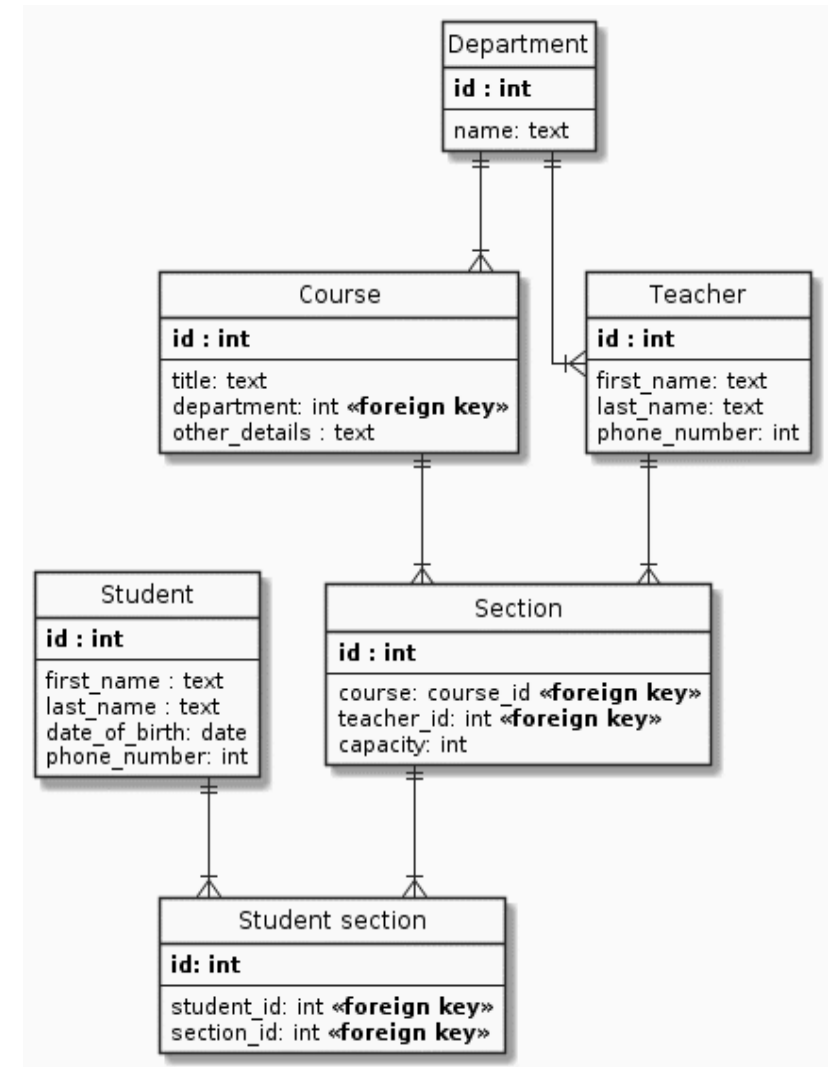 Department
id : int
name: text
Course
id : int
title: text
department: int «foreign key»
other_details : text
Teacher
id : int
first_name: text
last_name: text
phone_number: int
Student
id : int
first_name : text
last_name : text
date_of_birth: date
phone_number: int
Section
id : int
course: course_id «foreign key»
teacher_id: int «foreign key»
capacity: int
Student section
id: int
student_id: int «foreign key»
section_id: int «foreign key»